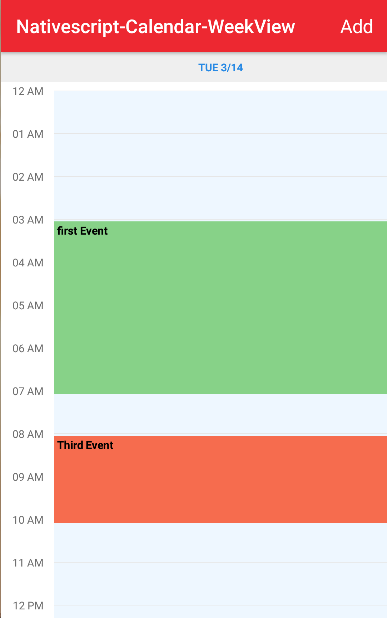 Nativescript-Calendar-WeekView Add
TUE 3/14
12 AM
01 AM
02 AM
03 AM
first Event
04 AM
05 AM
06 AM
07 AM
08 AM
Third Event
09 AM
10 AM
11 AM
12 PM